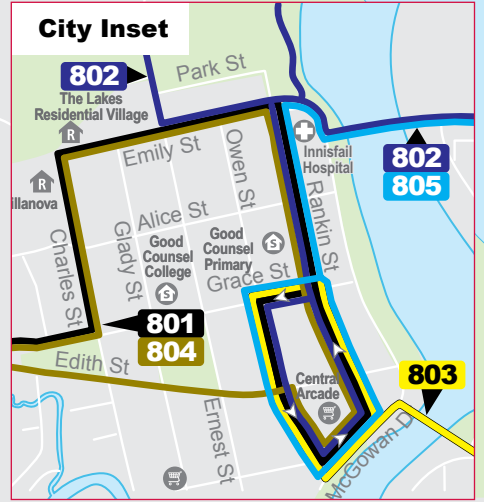 City Inset
802
Park St
The Lakes
Residential Village
R
Emily St
Owen St
Innisfail
Hospital
802
805
R
illanova
Rankin St
Charles St
Glady St
Alice St
Good
Counsel
College
S
Good
Counsel
Primary
S
Grace St
801
804
Edith St
Ernest St
Central
Arcade
803
McGowan D